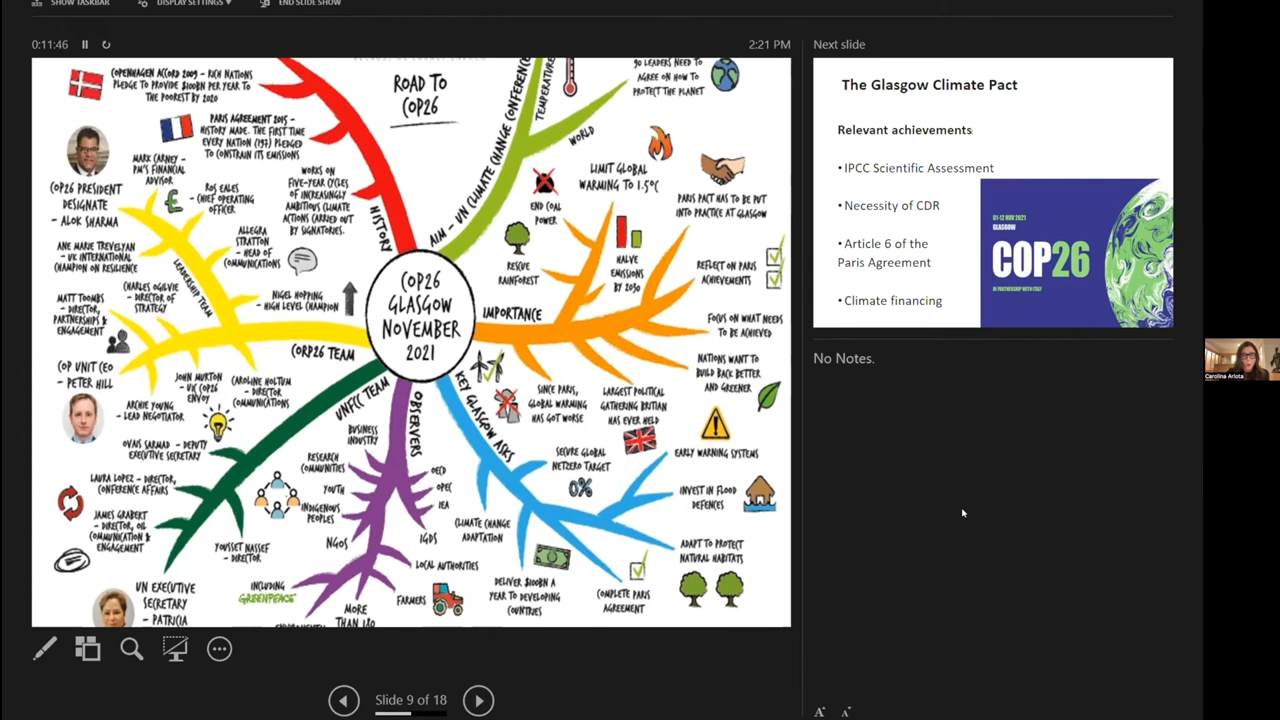 SHOW TASKBAR
DISPLAY SETTINGS ▼
END SLIDE SHOW
0:11:46
2:21 PM
Next slide
ROAD TO
COP26
COPENHAGEN ACCORD 2009 - RICH NATIONS
PLEDGE TO PROVIDE $100BN PER YEAR TO
THE POOREST BY 2020
PARIS AGREEMENT 2015 -
HISTORY MADE. THE FIRST TIME
EVERY NATION (197) PLEDGED
TO CONSTRAIN ITS EMISSIONS
WORKS ON
FIVE-YEAR CYCLES
OF INCREASINGLY
AMBITIOUS CLIMATE
ACTIONS CARRIED OUT
BY SIGNATORIES.
HISTORY
AIM - UN CLIMATE CHANGE CONFERENCE
TEMPERATURE
WORLD
90 LEADERS NEED TO
AGREE ON HOW TO
PROTECT THE PLANET
COP26 PRESIDENT
DESIGNATE
- ALOK SHARMA
MARK CARNEY -
PM'S FINANCIAL
ADVISOR
ROS EALES
- CHIEF OPERATING
OFFICER
ANE MARIE TREVELYAN
- UK INTERNATIONAL
CHAMPION ON RESILIENCE
ALLEGRA
STRATTON
- HEAD OF
COMMUNICATIONS
LEADERSHIP TEAM
CHARLES OGILVIE
- DIRECTOR OF
STRATEGY
MATT TOOMBS
- DIRECTOR,
PARTNERSHIPS &
ENGAGEMENT
NIGEL HOPPING
- HIGH LEVEL CHAMPION
CORP26 TEAM
COP UNIT CEO
- PETER HILL
JOHN MURTON
- UK COP26
ENVOY
CAROLINE HOLTUM
- DIRECTOR
COMMUNICATIONS
ARCHIE YOUNG
- LEAD NEGOTIATOR
COP26
GLASGOW
NOVEMBER
2021
IMPORTANCE
END COAL
POWER
LIMIT GLOBAL
WARMING TO 1.5°C
PARIS PACT HAS TO BE PUT
INTO PRACTICE AT GLASGOW
RESCUE
RAINFOREST
HALVE
EMISSIONS
BY 2030
REFLECT ON PARIS
ACHIEVEMENTS
FOCUS ON WHAT NEEDS
TO BE ACHIEVED
NATIONS WANT TO
BUILD BACK BETTER
AND GREENER
SINCE PARIS,
GLOBAL WARMING
HAS GOT WORSE
LARGEST POLITICAL
GATHERING BRITIAN
HAS EVER HELD
UNFCC TEAM
OVAIS SARMAD - DEPUTY
EXECUTIVE SECRETARY
LAURA LOPEZ - DIRECTOR,
CONFERENCE AFFAIRS
JAMES GRABERT
- DIRECTOR, OIL
COMMUNICATION &
ENGAGEMENT
YOUSSET NASSEF
- DIRECTOR
UN EXECUTIVE
SECRETARY
- PATRICIA
OBSERVERS
BUSINESS
INDUSTRY
RESEARCH
COMMUNITIES
YOUTH
INDIGENOUS
PEOPLES
NGOS
INCLUDING
GREENPEACE
OECD
OPEC
IEA
IGOS
LOCAL AUTHORITIES
FARMERS
MORE
THAN 180
KEY GLASGOW ASKS
SECURE GLOBAL
NETZERO TARGET
0%
EARLY WARNING SYSTEMS
INVEST IN FLOOD
DEFENCES
ADAPT TO PROTECT
NATURAL HABITATS
CLIMATE CHANGE
ADAPTATION
DELIVER $100BN A
YEAR TO DEVELOPING
COUNTRIES
COMPLETE PARIS
AGREEMENT
The Glasgow Climate Pact
Relevant achievements:
• IPCC Scientific Assessment
• Necessity of CDR
• Article 6 of the
Paris Agreement
• Climate financing
01-12 NOV 2021
GLASGOW
COP26
IN PARTNERSHIP WITH ITALY
No Notes.
Carolina Arlota
Slide 9 of 18